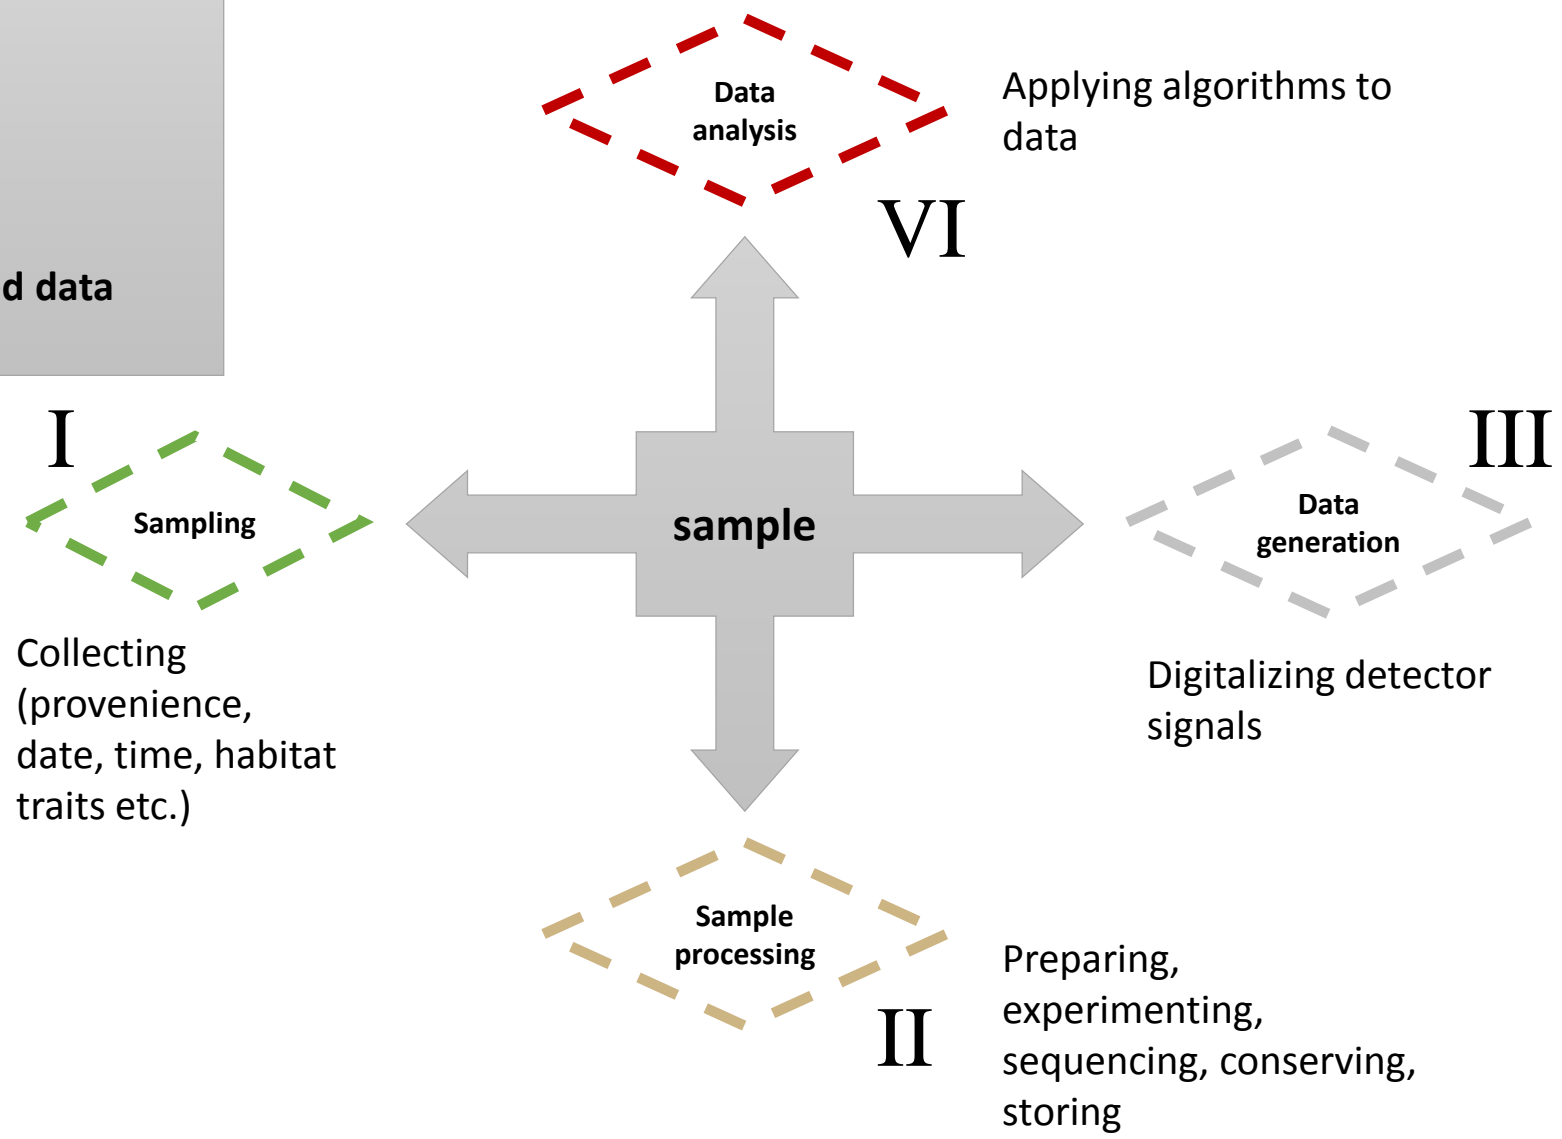 Data
analysis
Applying algorithms to
data
VI
d data
I
Sampling
Collecting
(provenience,
date, time, habitat
traits etc.)
sample
III
Data
generation
Digitalizing detector
signals
Sample
processing
II
Preparing,
experimenting,
sequencing, conserving,
storing